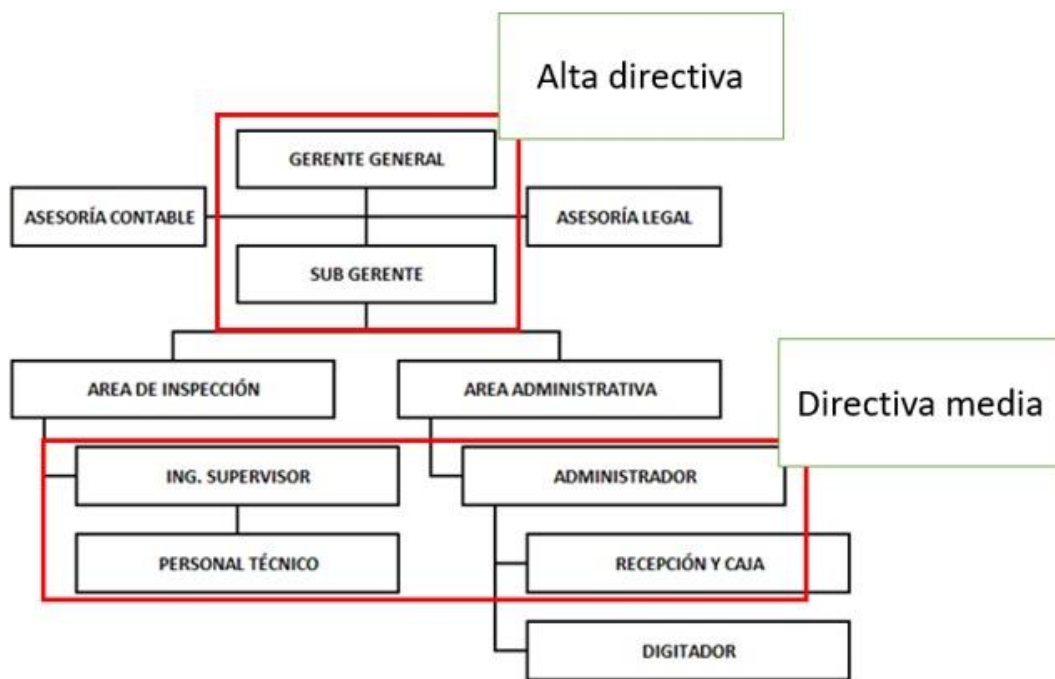 Alta directiva
GERENTE GENERAL
ASESORÍA CONTABLE
ASESORÍA LEGAL
SUB GERENTE
AREA DE INSPECCIÓN
AREA ADMINISTRATIVA
Directiva media
ING. SUPERVISOR
ADMINISTRADOR
PERSONAL TÉCNICO
RECEPCIÓN Y CAJA
DIGITADOR